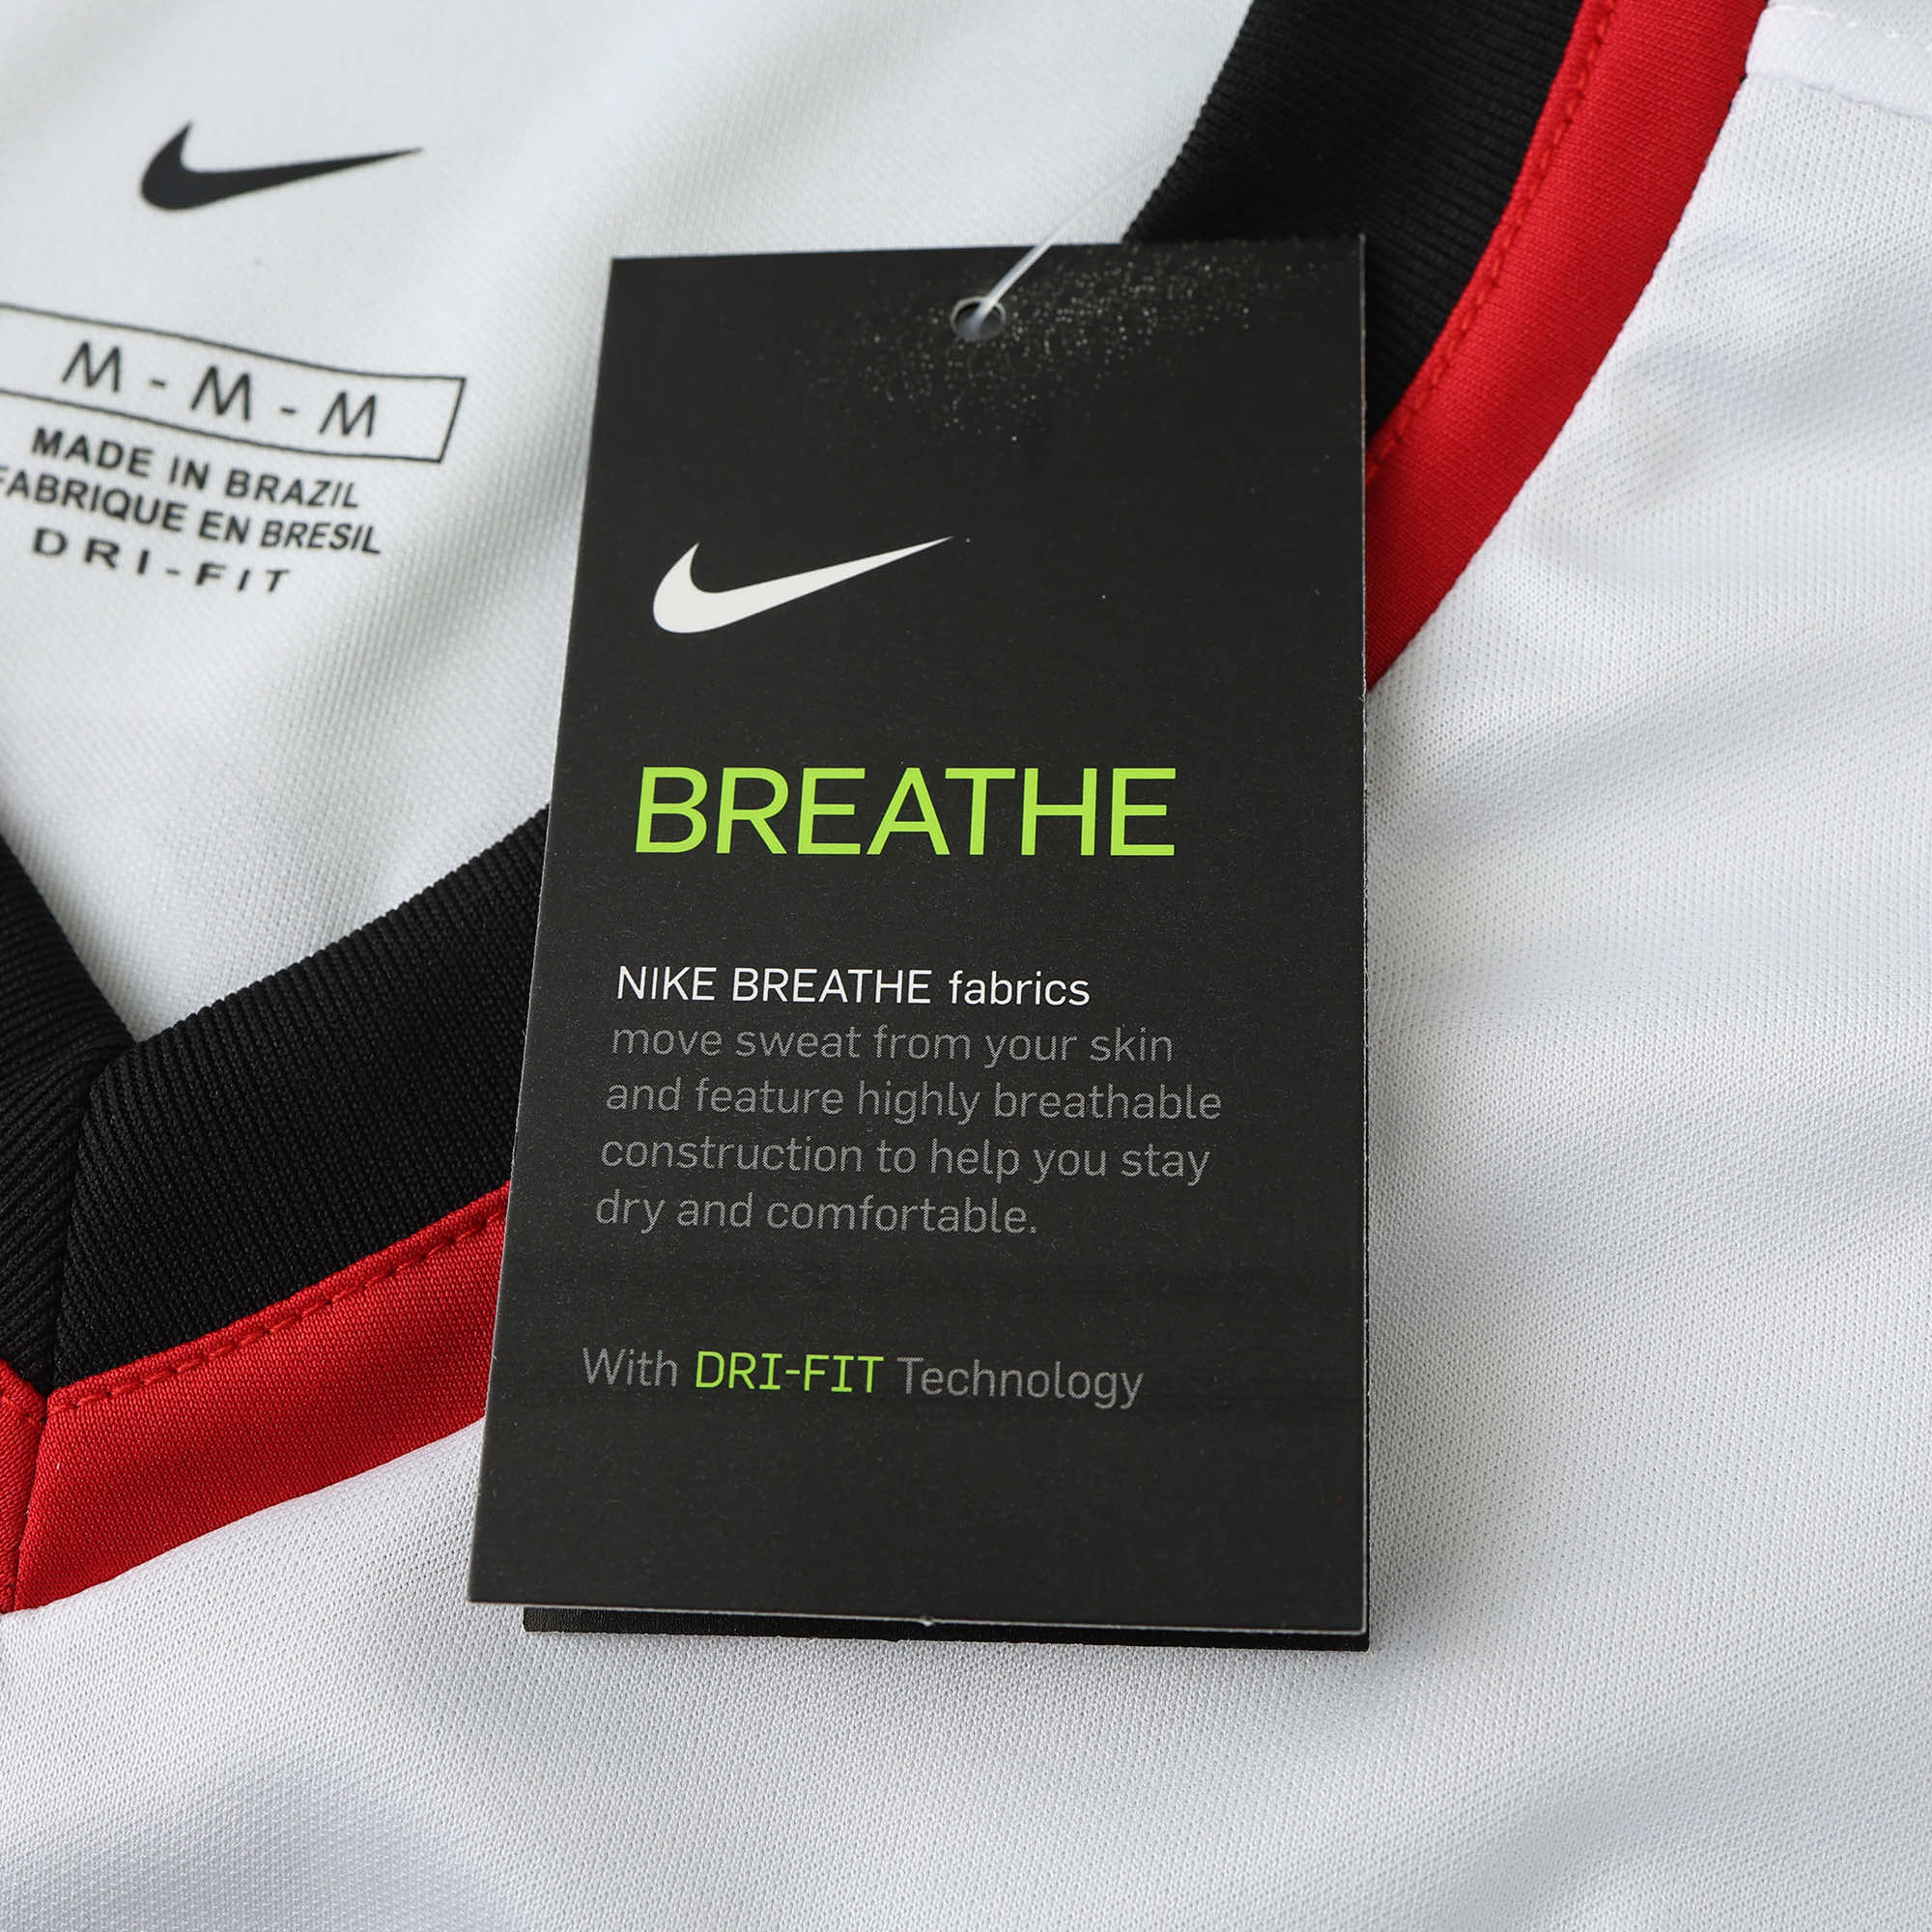 M - M - M
MADE IN BRAZIL
FABRIQUE EN BRESIL
DRI-FIT
BREATHE
NIKE BREATHE fabrics
move sweat from your skin
and feature highly breathable
construction to help you stay
dry and comfortable.
With DRI-FIT Technology